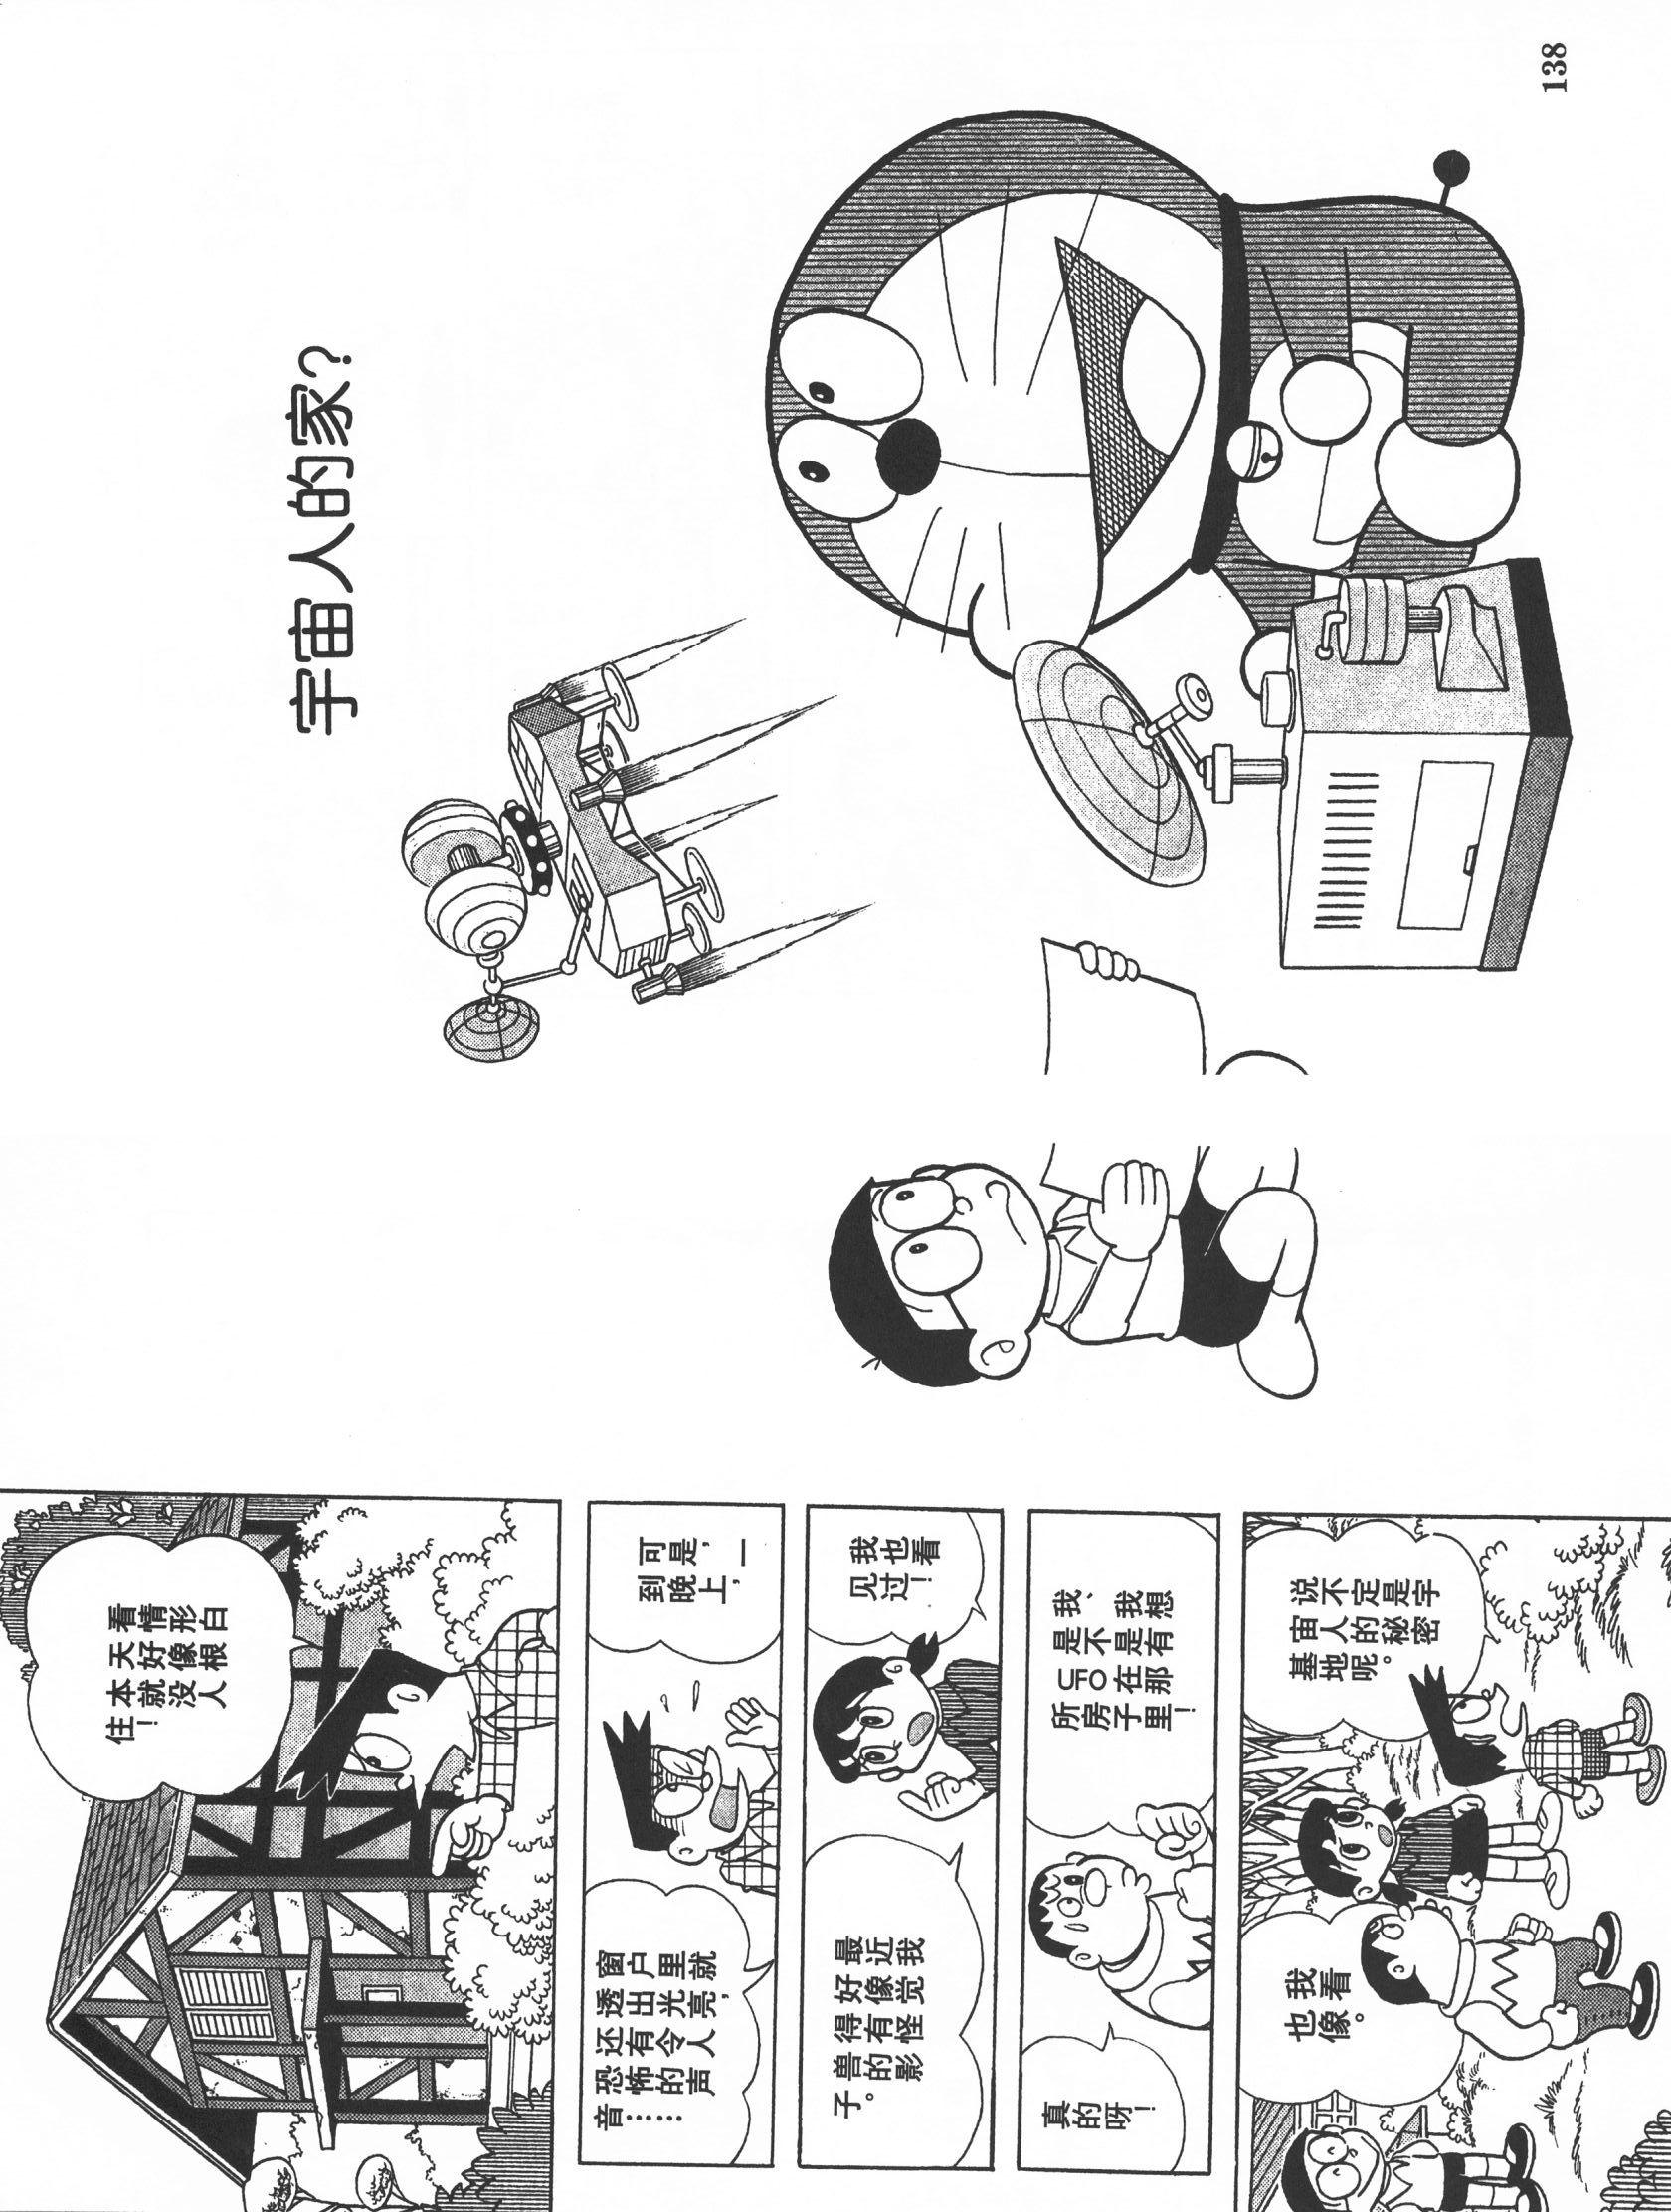 138
宇宙人的家?
看情形白
天好像根
本就没人
住！
可是，一
到晚上，
窗户里就
透出光亮，
还有令人
恐怖的声
音……
我也看
见过！
最近我
好像觉
得有怪
兽的影
子。
我、我想
是不是有
UFO在那
所房子里！
真的呀！
说不定是宇
宙人的秘密
基地呢。
我看
也像。